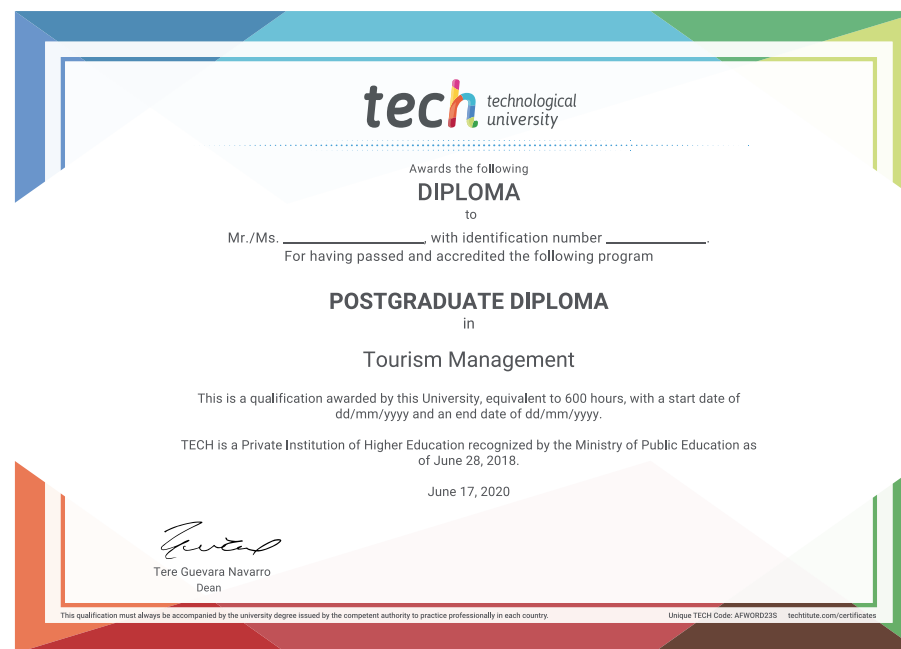 tech technological
university
Awards the following
DIPLOMA
to
Mr./Ms. ____________________, with identification number ______________.
For having passed and accredited the following program
POSTGRADUATE DIPLOMA
in
Tourism Management
This is a qualification awarded by this University, equivalent to 600 hours, with a start date of
dd/mm/yyyy and an end date of dd/mm/yyyy.
TECH is a Private Institution of Higher Education recognized by the Ministry of Public Education as
of June 28, 2018.
June 17, 2020
Tere Guevara Navarro
Dean
This qualification must always be accompanied by the university degree issued by the competent authority to practice professionally in each country. Unique TECH Code: AFWORD23S techtitute.com/certificates